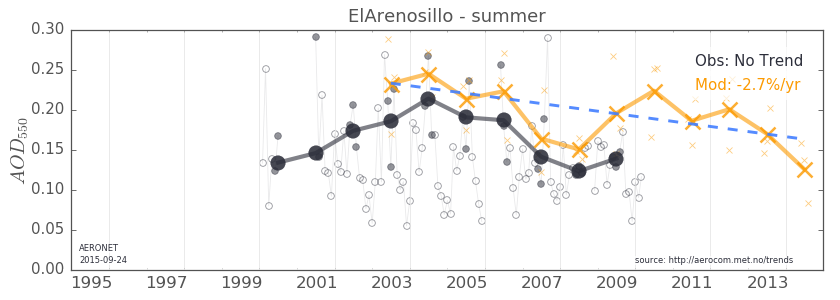 ElArenosillo - summer
0.30
0.25
0.20
0.15
0.10
0.05
0.00
AOD550
Obs: No Trend
Mod: -2.7%/yr
AERONET
2015-09-24
source: http://aerocom.met.no/trends
1995 1997 1999 2001 2003 2005 2007 2009 2011 2013